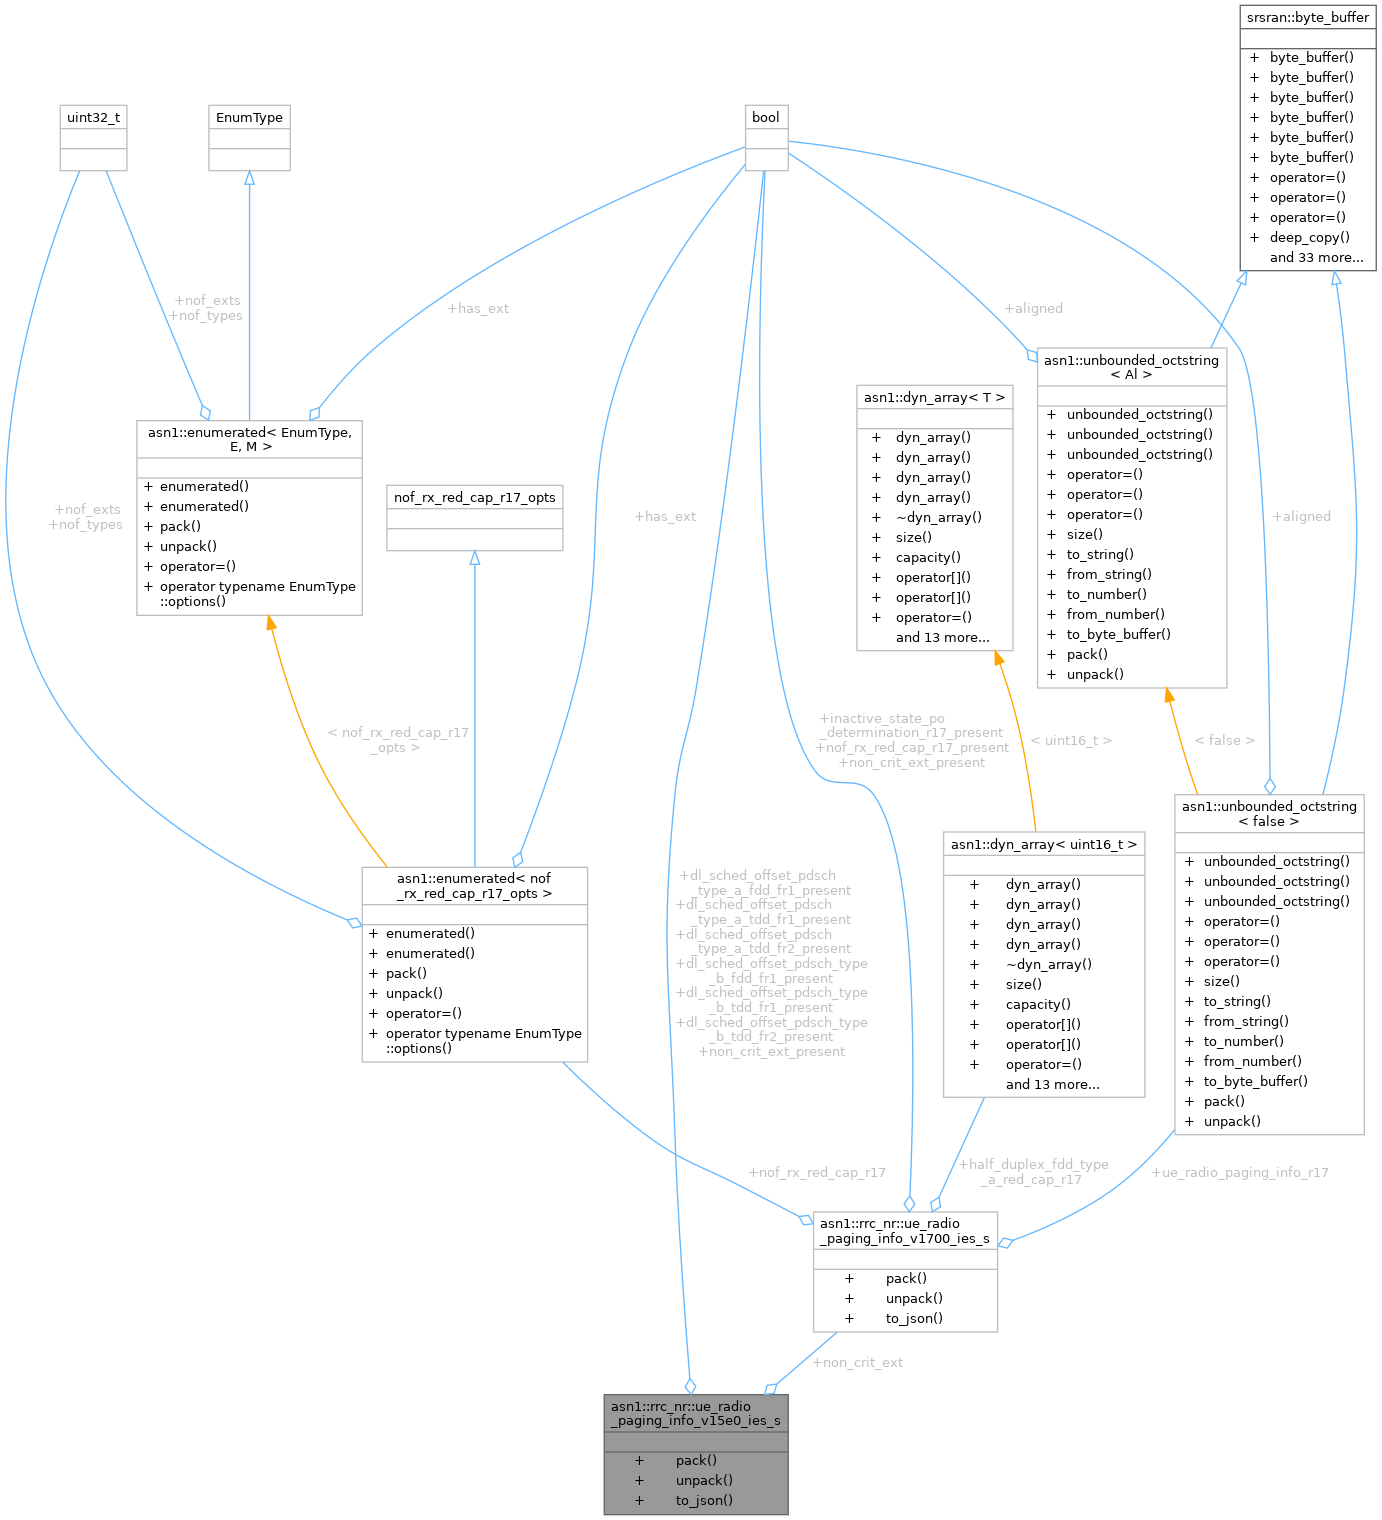 srsran::byte_buffer
+ byte_buffer()
+ byte_buffer()
+ byte_buffer()
+ byte_buffer()
+ byte_buffer()
+ byte_buffer()
+ operator=()
+ operator=()
+ operator=()
+ deep_copy()
and 33 more...
uint32_t
EnumType
bool
+nof_exts
+nof_types
+has_ext
+aligned
asn1::unbounded_octstring
< Al >
+ unbounded_octstring()
+ unbounded_octstring()
+ unbounded_octstring()
+ operator=()
+ operator=()
+ operator=()
+ size()
+ to_string()
+ from_string()
+ to_number()
+ from_number()
+ to_byte_buffer()
+ pack()
+ unpack()
asn1::dyn_array< T >
+ dyn_array()
+ dyn_array()
+ dyn_array()
+ dyn_array()
+ ~dyn_array()
+ size()
+ capacity()
+ operator[]()
+ operator[]()
+ operator=()
and 13 more...
asn1::enumerated< EnumType,
E, M >
+ enumerated()
+ enumerated()
+ pack()
+ unpack()
+ operator=()
+ operator typename EnumType
::options()
nof_rx_red_cap_r17_opts
+nof_exts
+nof_types
+has_ext
+aligned
< nof_rx_red_cap_r17
_opts >
+inactive_state_po
_determination_r17_present
+nof_rx_red_cap_r17_present
+non_crit_ext_present
< uint16_t >
< false >
asn1::unbounded_octstring
< false >
+ unbounded_octstring()
+ unbounded_octstring()
+ unbounded_octstring()
+ operator=()
+ operator=()
+ operator=()
+ size()
+ to_string()
+ from_string()
+ to_number()
+ from_number()
+ to_byte_buffer()
+ pack()
+ unpack()
asn1::dyn_array< uint16_t >
+ dyn_array()
+ dyn_array()
+ dyn_array()
+ dyn_array()
+ ~dyn_array()
+ size()
+ capacity()
+ operator[]()
+ operator[]()
+ operator=()
and 13 more...
asn1::enumerated< nof
_rx_red_cap_r17_opts >
+ enumerated()
+ enumerated()
+ pack()
+ unpack()
+ operator=()
+ operator typename EnumType
::options()
+dl_sched_offset_pdsch
_type_a_fdd_fr1_present
+dl_sched_offset_pdsch
_type_a_tdd_fr1_present
+dl_sched_offset_pdsch
_type_a_tdd_fr2_present
+dl_sched_offset_pdsch_type
_b_fdd_fr1_present
+dl_sched_offset_pdsch_type
_b_tdd_fr1_present
+dl_sched_offset_pdsch_type
_b_tdd_fr2_present
+non_crit_ext_present
+nof_rx_red_cap_r17
+half_duplex_fdd_type
_a_red_cap_r17
+ue_radio_paging_info_r17
asn1::rrc_nr::ue_radio
_paging_info_v1700_ies_s
+ pack()
+ unpack()
+ to_json()
+non_crit_ext
asn1::rrc_nr::ue_radio
_paging_info_v15e0_ies_s
+ pack()
+ unpack()
+ to_json()